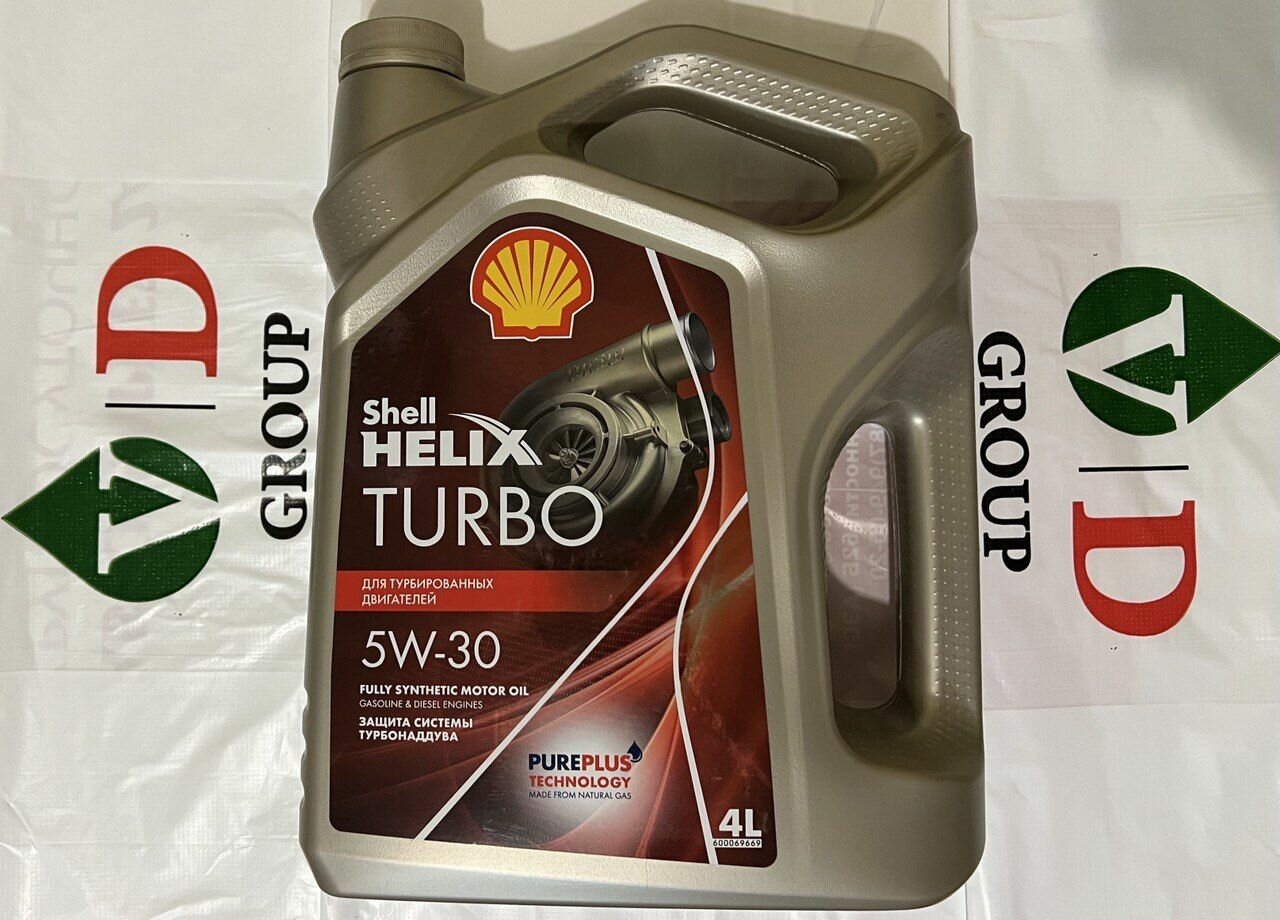 V|D
GROUP
Shell
HELIX
TURBO
ДЛЯ ТУРБИРОВАННЫХ
ДВИГАТЕЛЕЙ
5W-30
FULLY SYNTHETIC MOTOR OIL
GASOLINE & DIESEL ENGINES
ЗАЩИТА СИСТЕМЫ
ТУРБОНАДДУВА
PUREPLUS
TECHNOLOGY
MADE FROM NATURAL GAS
4L
600069669
V|D
GROUP